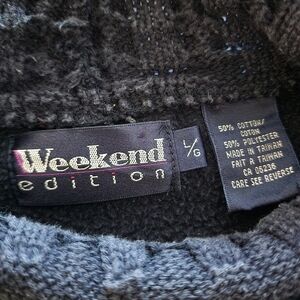 Weekend
edition
L/G
50% COTTON/
COTON
50% POLYESTER
MADE IN TAIWAN
FAIT A TAIWAN
CA 06236
CARE SEE REVERSE